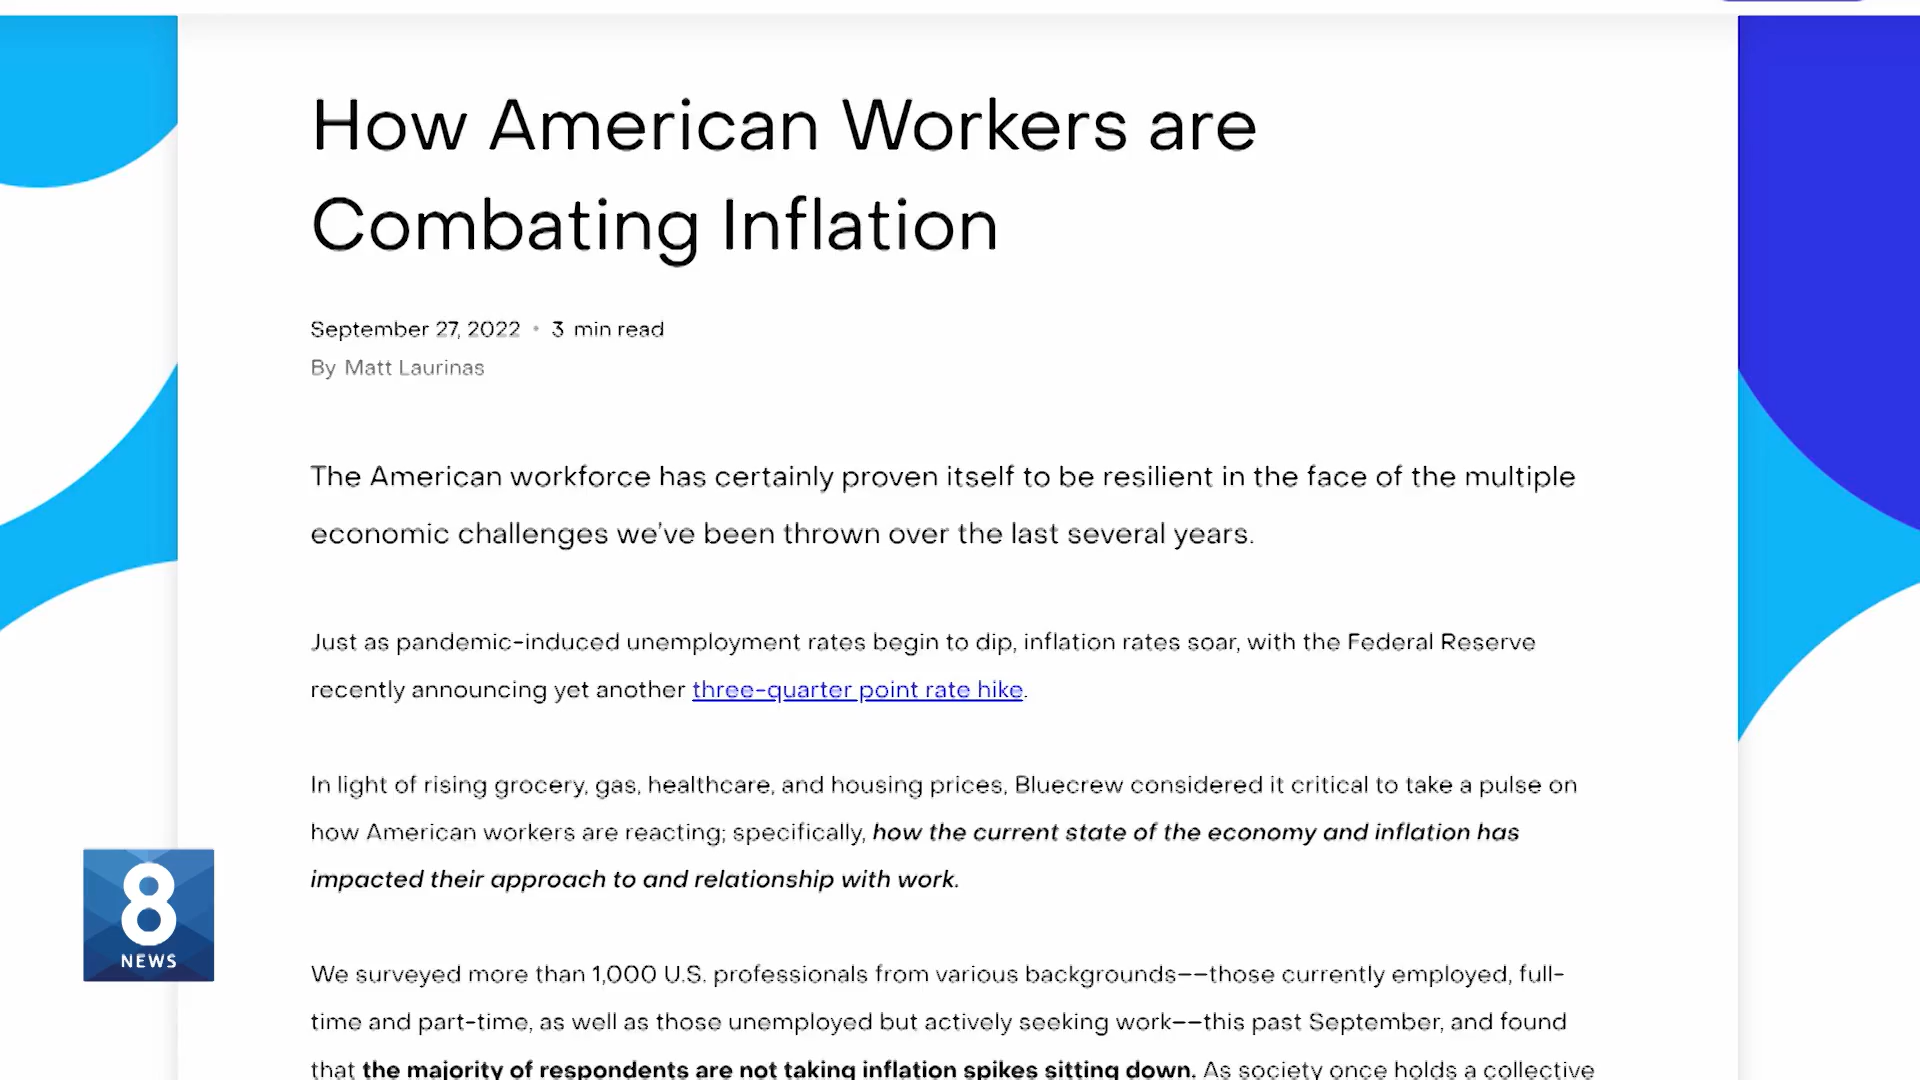 How American Workers are
Combating Inflation
September 27, 2022 • 3 min read
By Matt Laurinas
The American workforce has certainly proven itself to be resilient in the face of the multiple
economic challenges we've been thrown over the last several years.
Just as pandemic-induced unemployment rates begin to dip, inflation rates soar, with the Federal Reserve
recently announcing yet another three-quarter point rate hike.
In light of rising grocery, gas, healthcare, and housing prices, Bluecrew considered it critical to take a pulse on
how American workers are reacting; specifically, how the current state of the economy and inflation has
impacted their approach to and relationship with work.
8
NEWS
We surveyed more than 1,000 U.S. professionals from various backgrounds––those currently employed, full-
time and part-time, as well as those unemployed but actively seeking work––this past September, and found
that the majority of respondents are not taking inflation spikes sitting down. As society once holds a collective